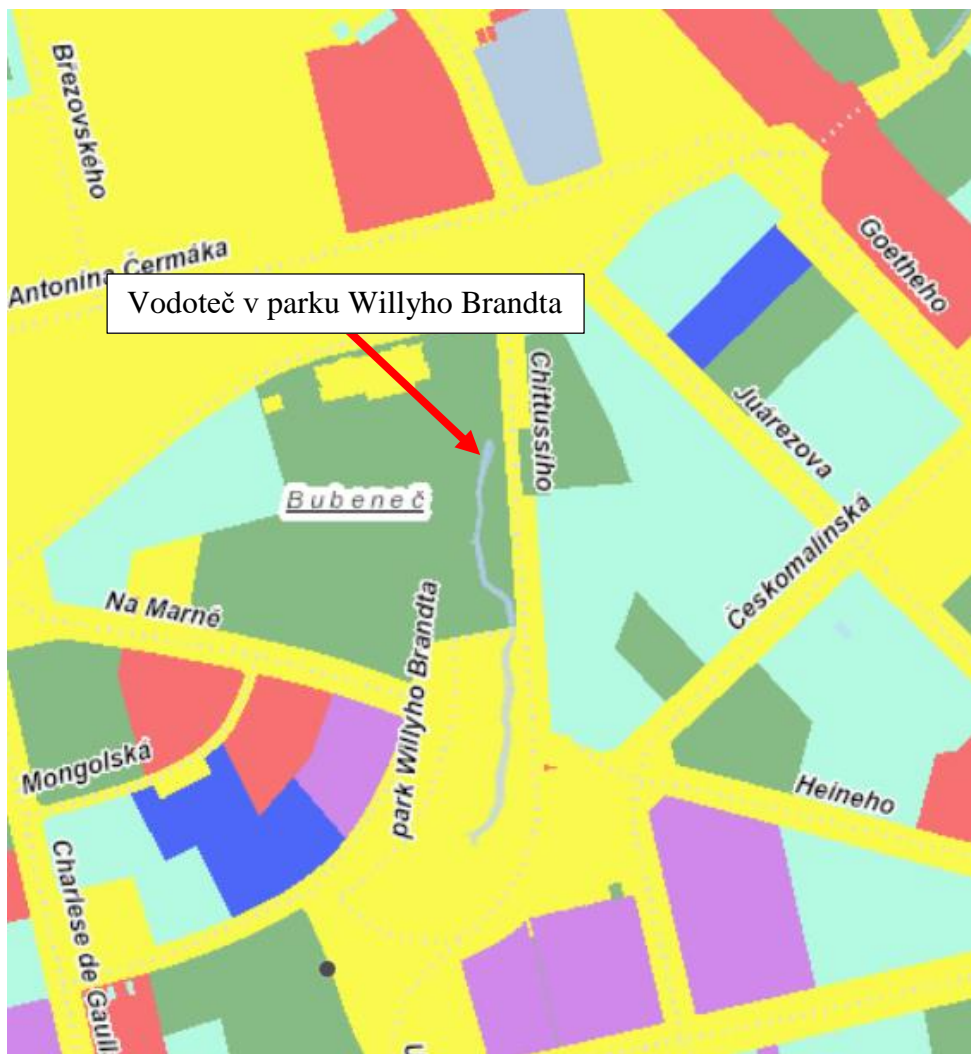 Březovského
Goetheho
Antonína Čermáka
Vodoteč v parku Willyho Brandta
Chittussiho
Juárezova
Bubeneč
Českomalínská
Na Marně
park Willyho Brandta
Mongolská
Heineho
Charlese de Gaull
U